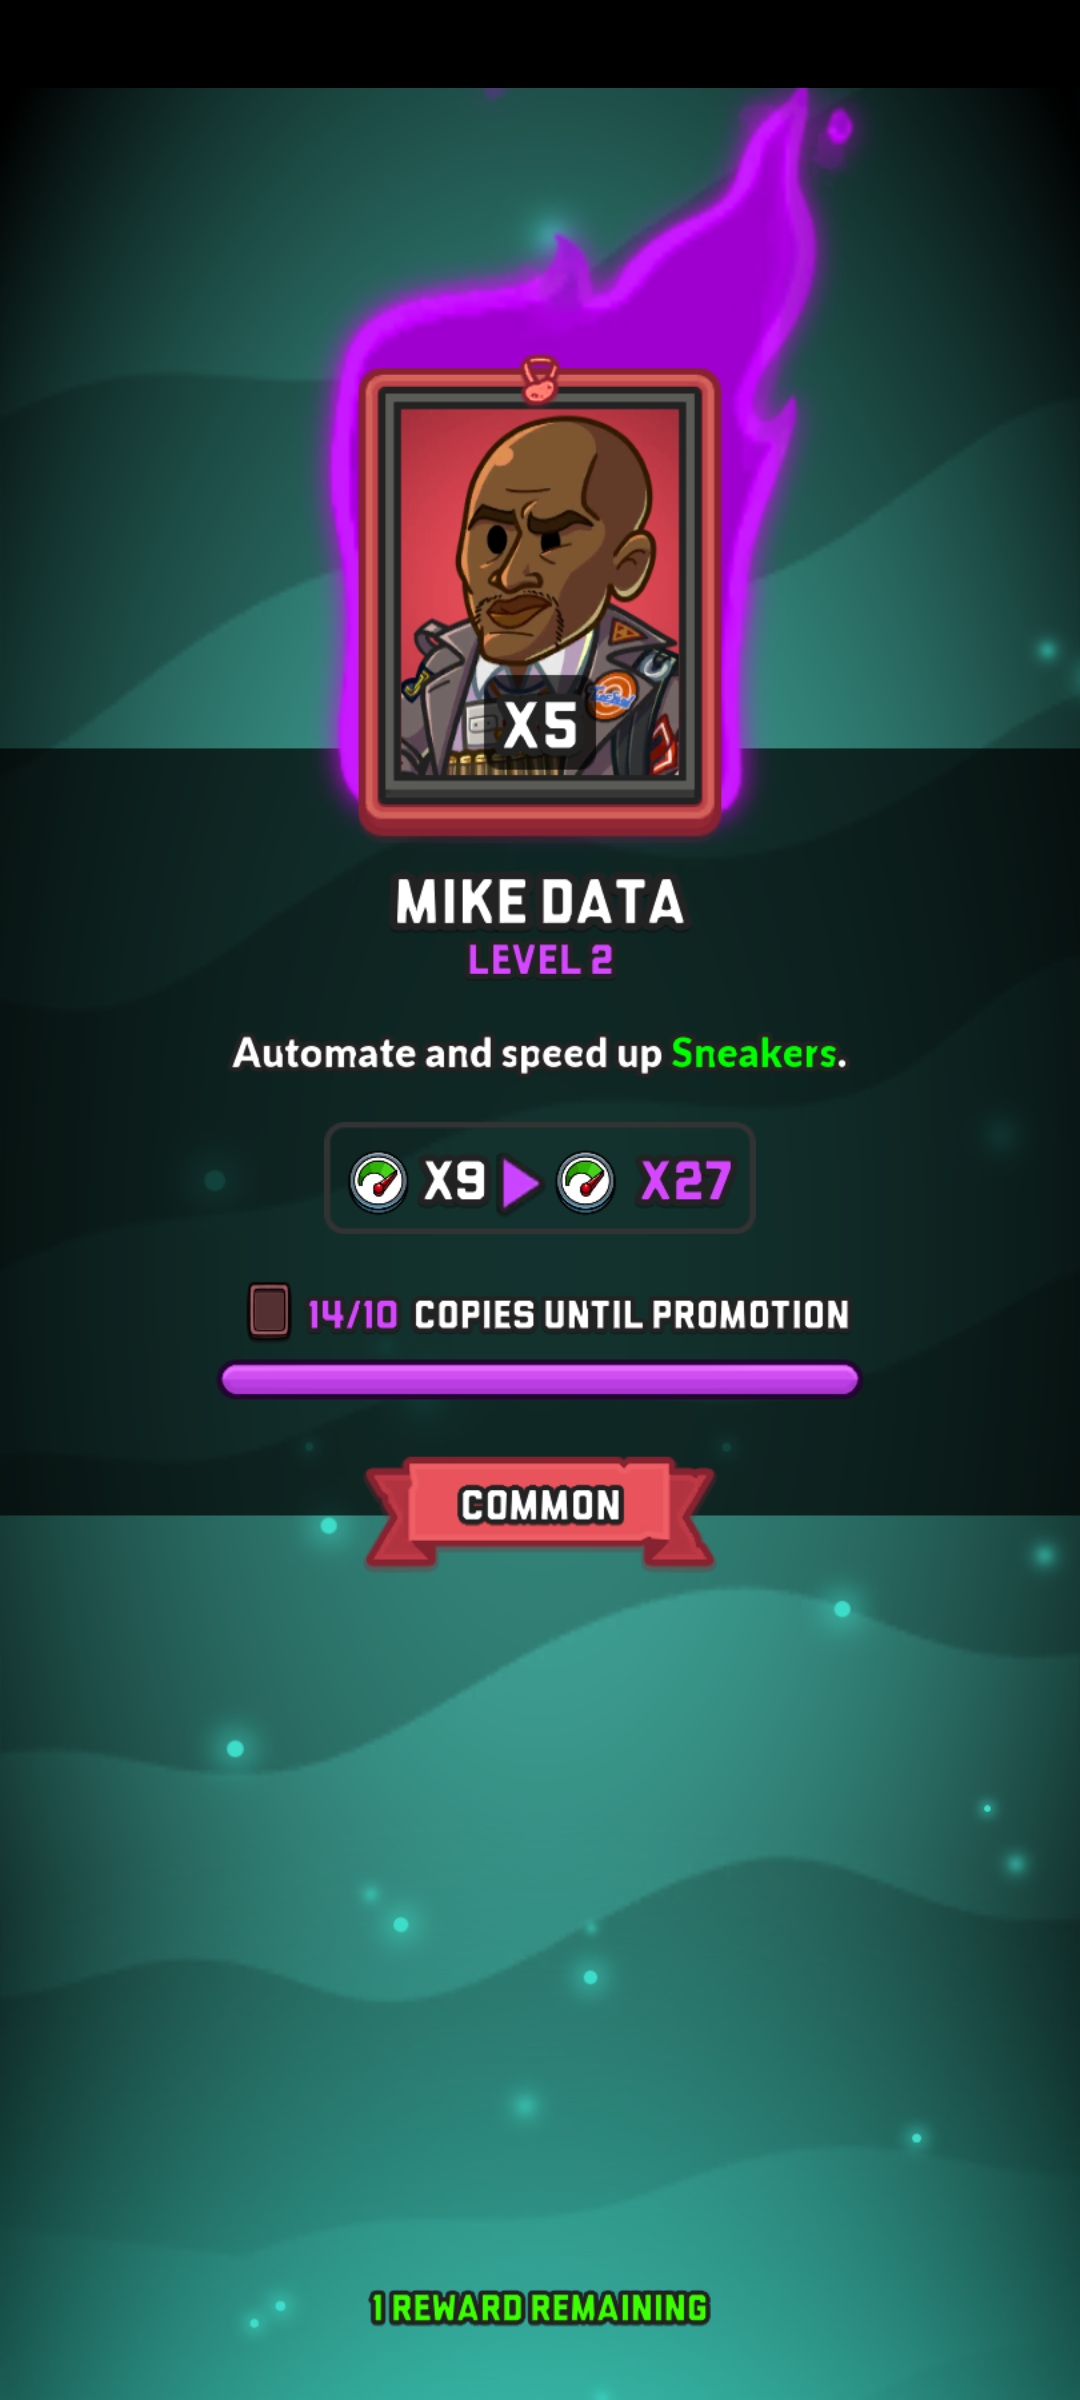 X5
MIKE DATA
LEVEL 2
Automate and speed up Sneakers.
X9 X27
14/10 COPIES UNTIL PROMOTION
COMMON
1 REWARD REMAINING